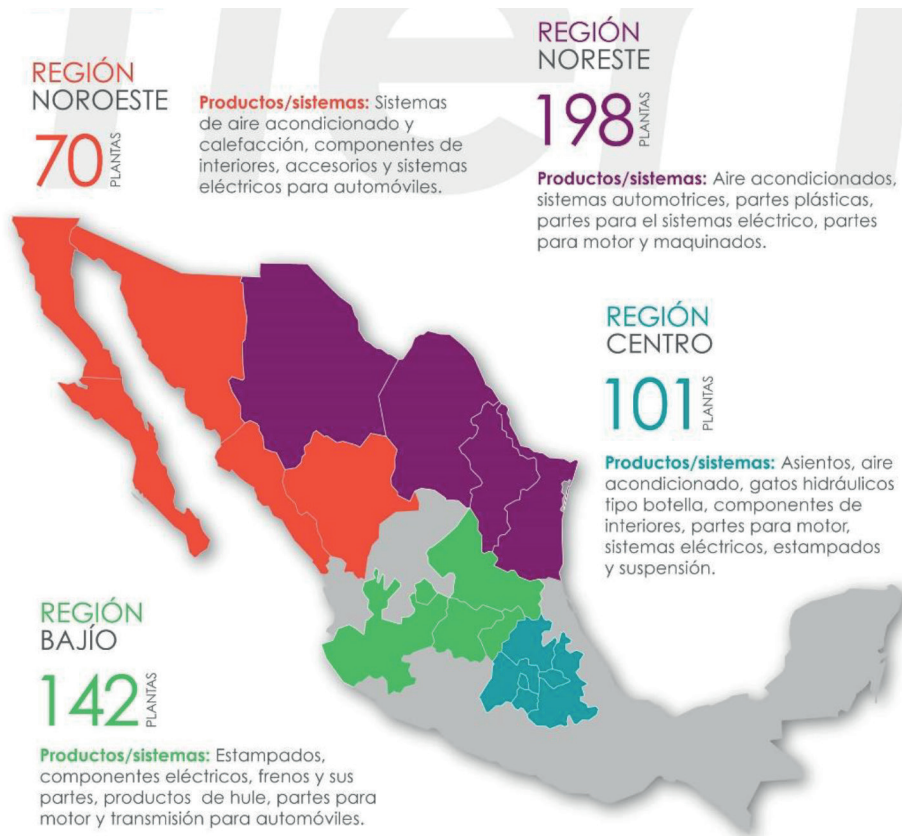 REGIÓN
NOROESTE
70 PLANTAS
Productos/sistemas: Sistemas
de aire acondicionado y
calefacción, componentes de
interiores, accesorios y sistemas
eléctricos para automóviles.
REGIÓN
NORESTE
198 PLANTAS
Productos/sistemas: Aire acondicionados,
sistemas automotrices, partes plásticas,
partes para el sistemas eléctrico, partes
para motor y maquinados.
REGIÓN
CENTRO
101 PLANTAS
Productos/sistemas: Asientos, aire
acondicionado, gatos hidráulicos
tipo botella, componentes de
interiores, partes para motor,
sistemas eléctricos, estampados
y suspensión.
REGIÓN
BAJÍO
142 PLANTAS
Productos/sistemas: Estampados,
componentes eléctricos, frenos y sus
partes, productos de hule, partes para
motor y transmisión para automóviles.